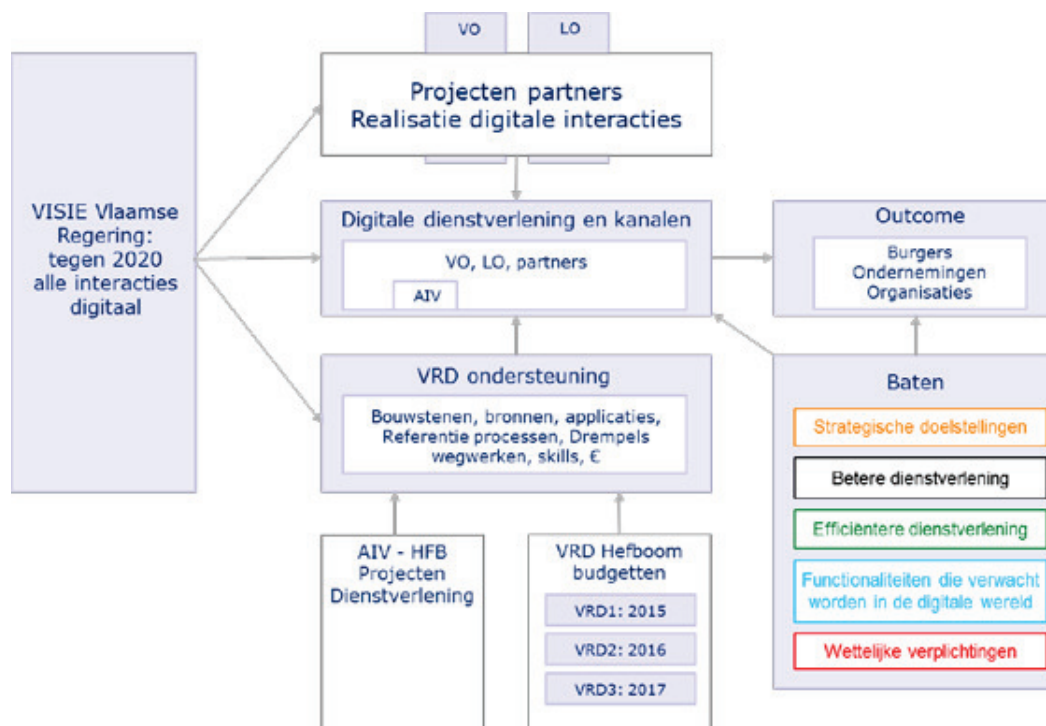 VO
LO
Projecten partners
Realisatie digitale interacties
VISIE Vlaamse
Regering:
tegen 2020
alle interacties
digitaal
Digitale dienstverlening en kanalen
VO, LO, partners
AIV
Outcome
Burgers
Ondernemingen
Organisaties
VRD ondersteuning
Bouwstenen, bronnen, applicaties,
Referentie processen, Drempels
wegwerken, skills, €
Baten
Strategische doelstellingen
Betere dienstverlening
Efficiëntere dienstverlening
Functionaliteiten die verwacht
worden in de digitale wereld
Wettelijke verplichtingen
AIV - HFB
Projecten
Dienstverlening
VRD Hefboom
budgetten
VRD1: 2015
VRD2: 2016
VRD3: 2017